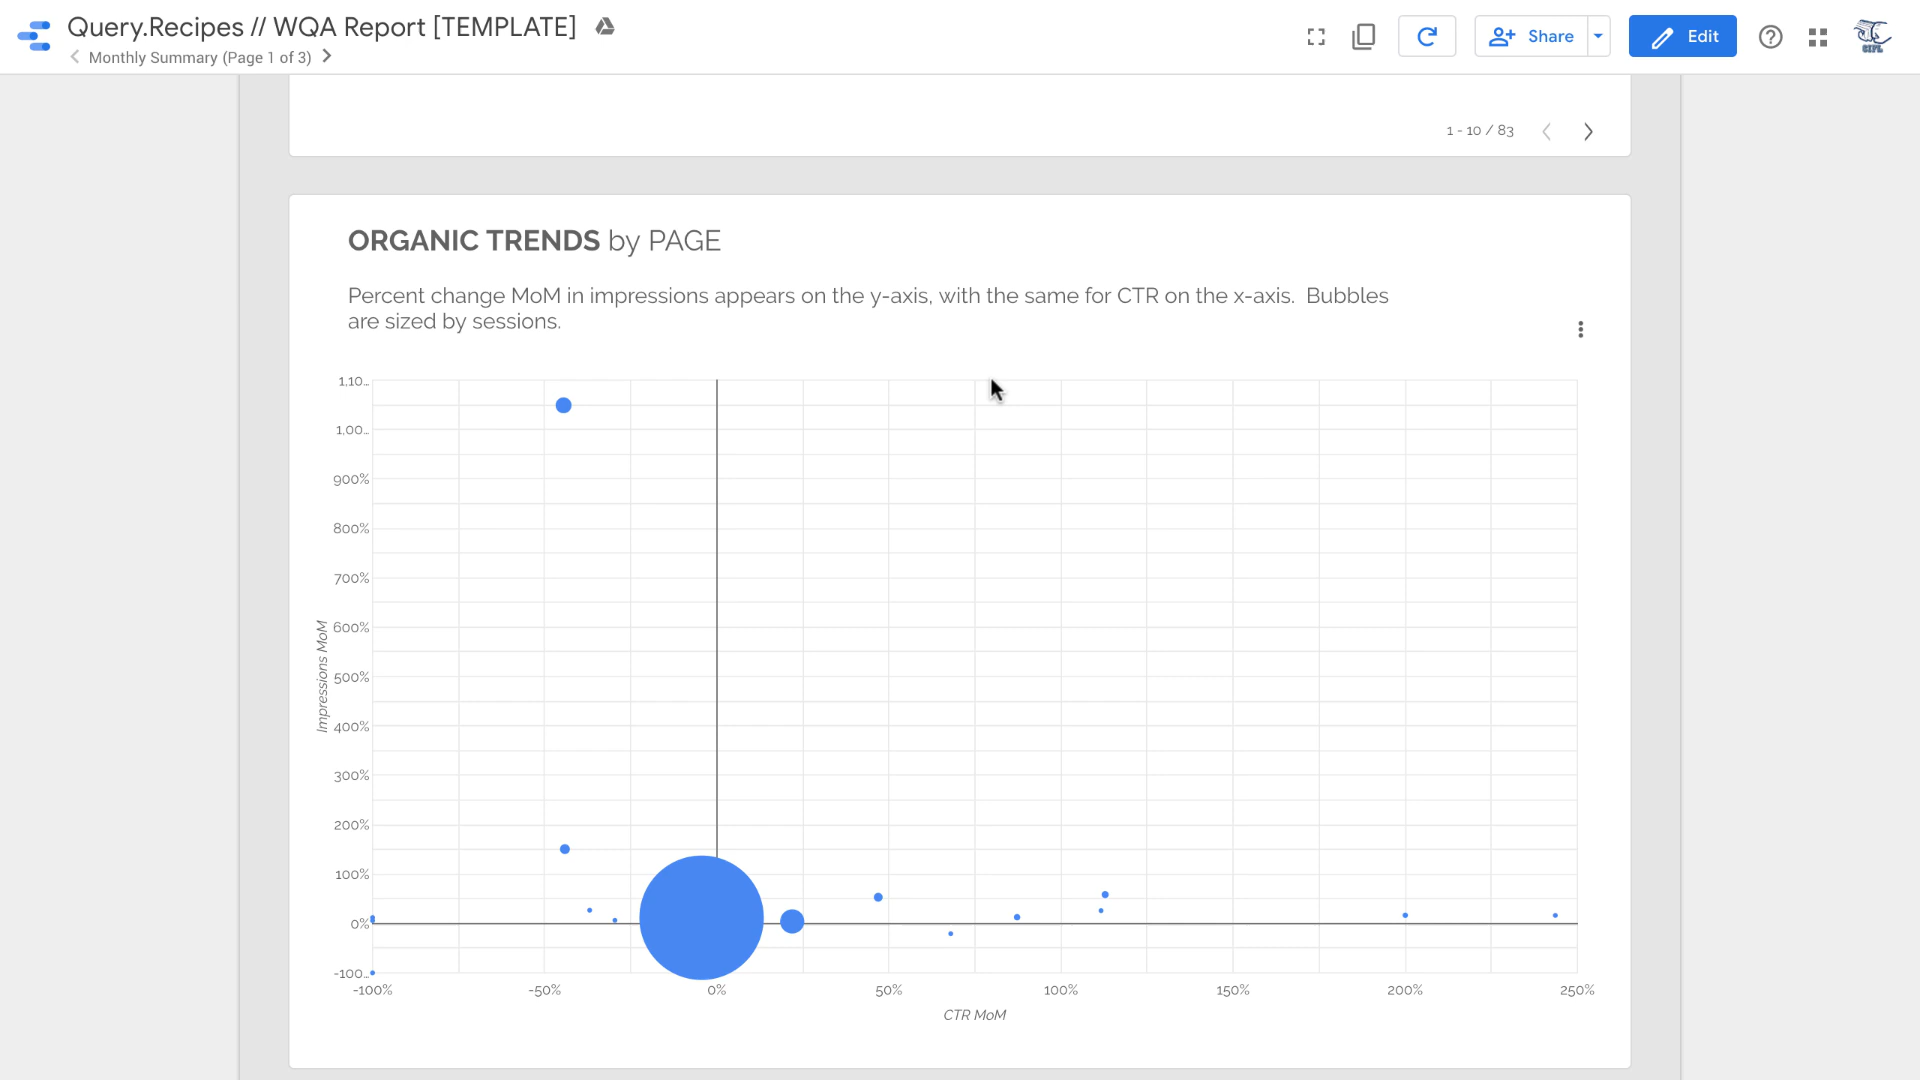 Query.Recipes // WQA Report [TEMPLATE]
Monthly Summary (Page 1 of 3)
Share
Edit
1 - 10 / 83
ORGANIC TRENDS by PAGE
Percent change MoM in impressions appears on the y-axis, with the same for CTR on the x-axis. Bubbles
are sized by sessions.
1,10...
1,00...
900%
800%
700%
600%
500%
400%
300%
200%
100%
0%
-100...
Impressions MoM
-100%
-50%
0%
50%
100%
150%
200%
250%
CTR MoM